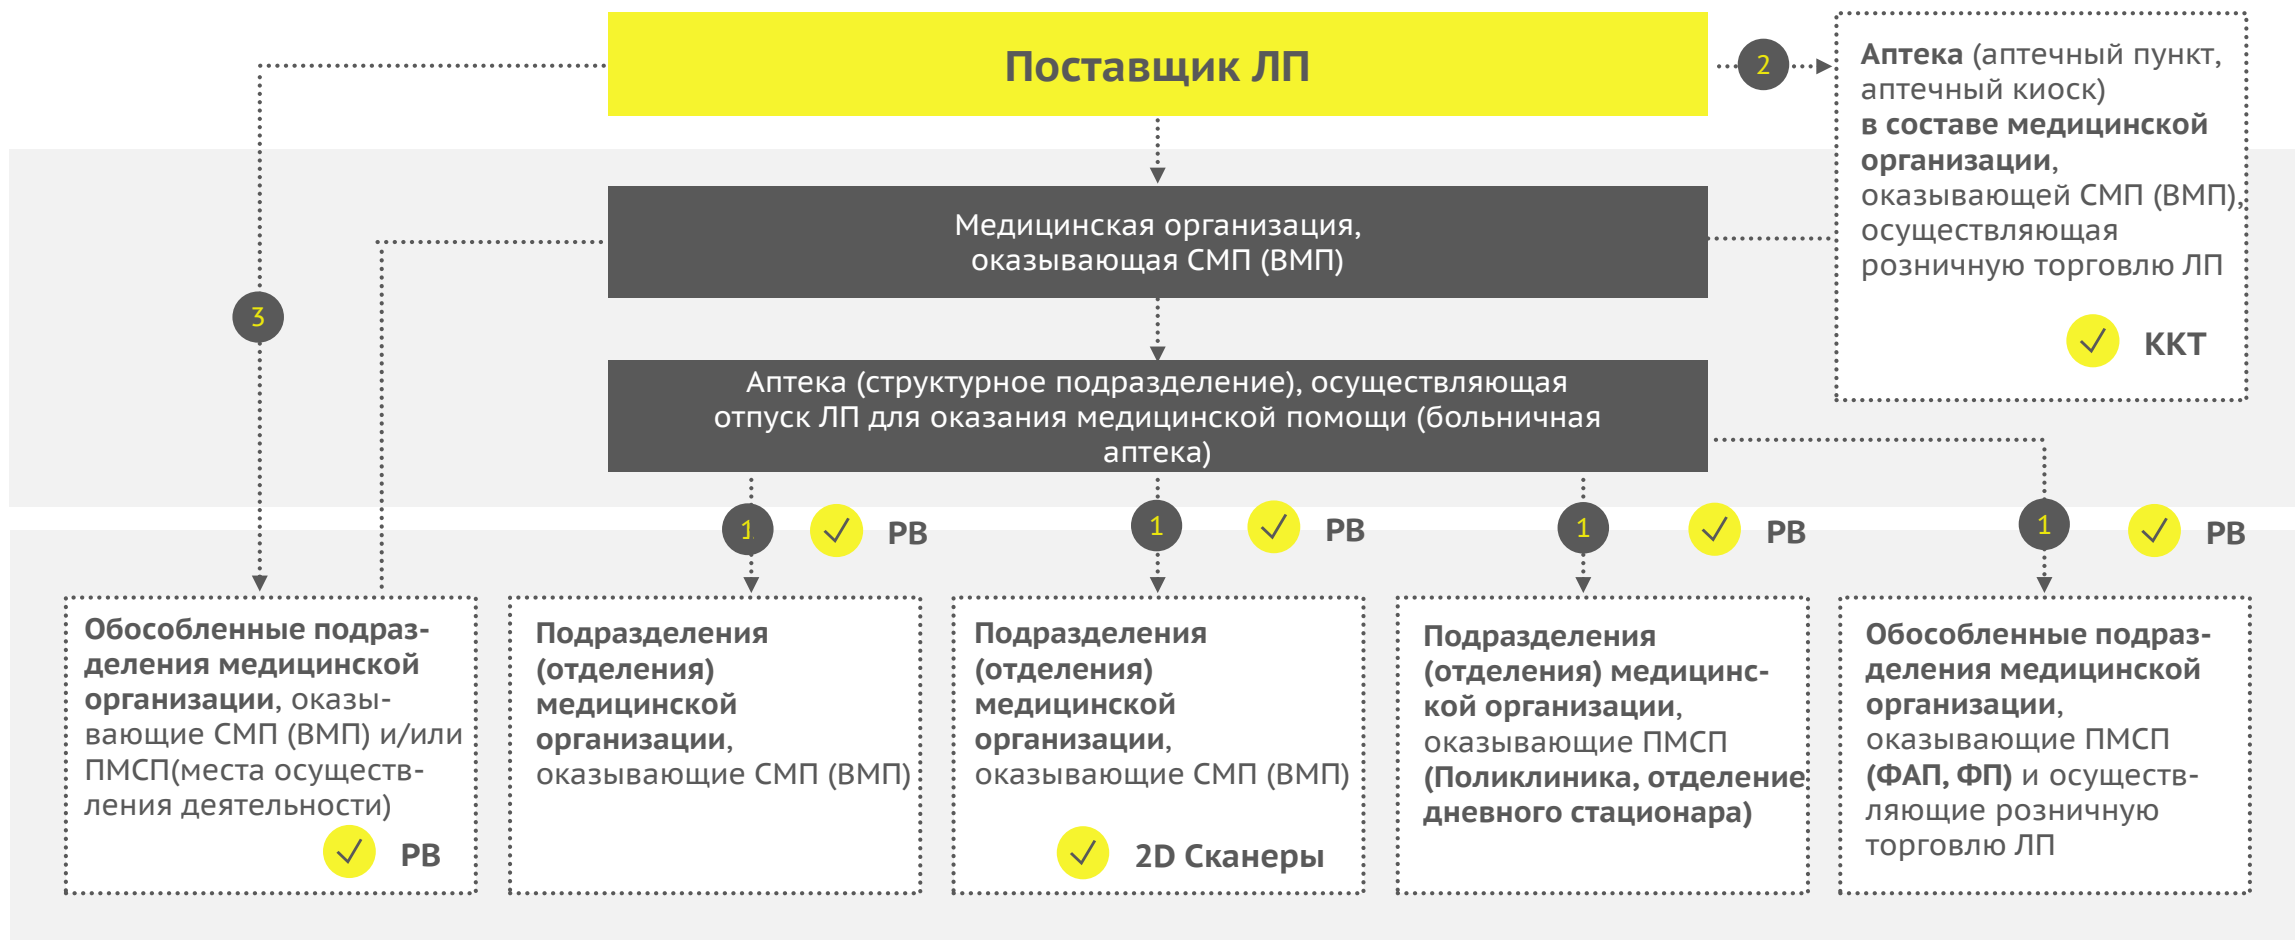 Поставщик ЛП
2
Аптека (аптечный пункт,
аптечный киоск)
в составе медицинской
организации,
оказывающей СМП (ВМП),
осуществляющая
розничную торговлю ЛП
ККТ
Медицинская организация,
оказывающая СМП (ВМП)
3
Аптека (структурное подразделение), осуществляющая
отпуск ЛП для оказания медицинской помощи (больничная
аптека)
1
РВ
1
РВ
1
РВ
1
РВ
Обособленные подраз-
деления медицинской
организации, оказы-
вающие СМП (ВМП) и/или
ПМСП(места осуществ-
ления деятельности)
РВ
Подразделения
(отделения)
медицинской
организации,
оказывающие СМП (ВМП)
Подразделения
(отделения)
медицинской
организации,
оказывающие СМП (ВМП)
2D Сканеры
Подразделения
(отделения) медицинс-
кой организации,
оказывающие ПМСП
(Поликлиника, отделение
дневного стационара)
Обособленные подраз-
деления медицинской
организации,
оказывающие ПМСП
(ФАП, ФП) и осуществ-
ляющие розничную
торговлю ЛП